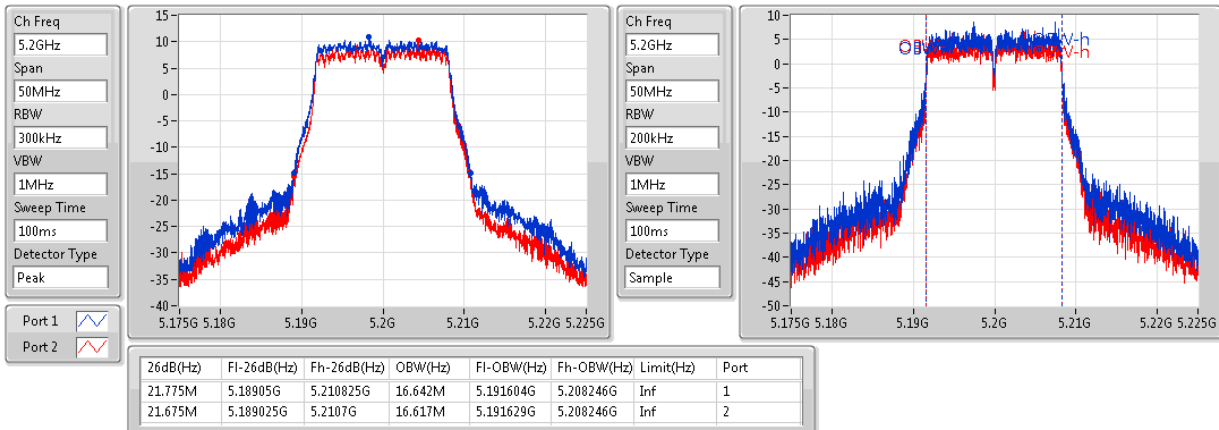 Ch Freq
5.2GHz
Span
50MHz
RBW
300kHz
VBW
1MHz
Sweep Time
100ms
Detector Type
Peak
Port 1
Port 2
15
10
5
0
-5
-10
-15
-20
-25
-30
-35
-40
5.175G 5.18G 5.19G 5.2G 5.21G 5.22G 5.225G
Ch Freq
5.2GHz
Span
50MHz
RBW
200kHz
VBW
1MHz
Sweep Time
100ms
Detector Type
Sample
10
5
0
-5
-10
-15
-20
-25
-30
-35
-40
-45
-50
5.175G 5.18G 5.19G 5.2G 5.21G 5.22G 5.225G
26dB(Hz) Fl-26dB(Hz) Fh-26dB(Hz) OBW(Hz) Fl-OBW(Hz) Fh-OBW(Hz) Limit(Hz) Port
21.775M 5.18905G 5.210825G 16.642M 5.191604G 5.208246G Inf 1
21.675M 5.189025G 5.2107G 16.617M 5.191629G 5.208246G Inf 2